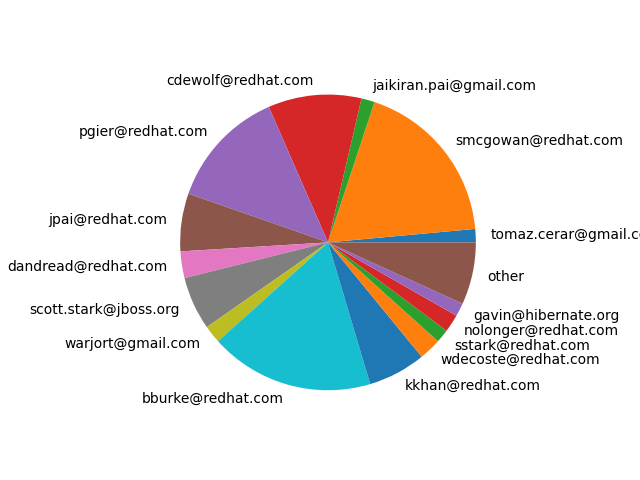 cdewolf@redhat.com
jaikiran.pai@gmail.com
pgier@redhat.com
smcgowan@redhat.com
jpai@redhat.com
tomaz.cerar@gmail.co
dandread@redhat.com
other
scott.stark@jboss.org
gavin@hibernate.org
nolonger@redhat.com
warjort@gmail.com
sstark@redhat.com
wdecoste@redhat.com
kkhan@redhat.com
bburke@redhat.com